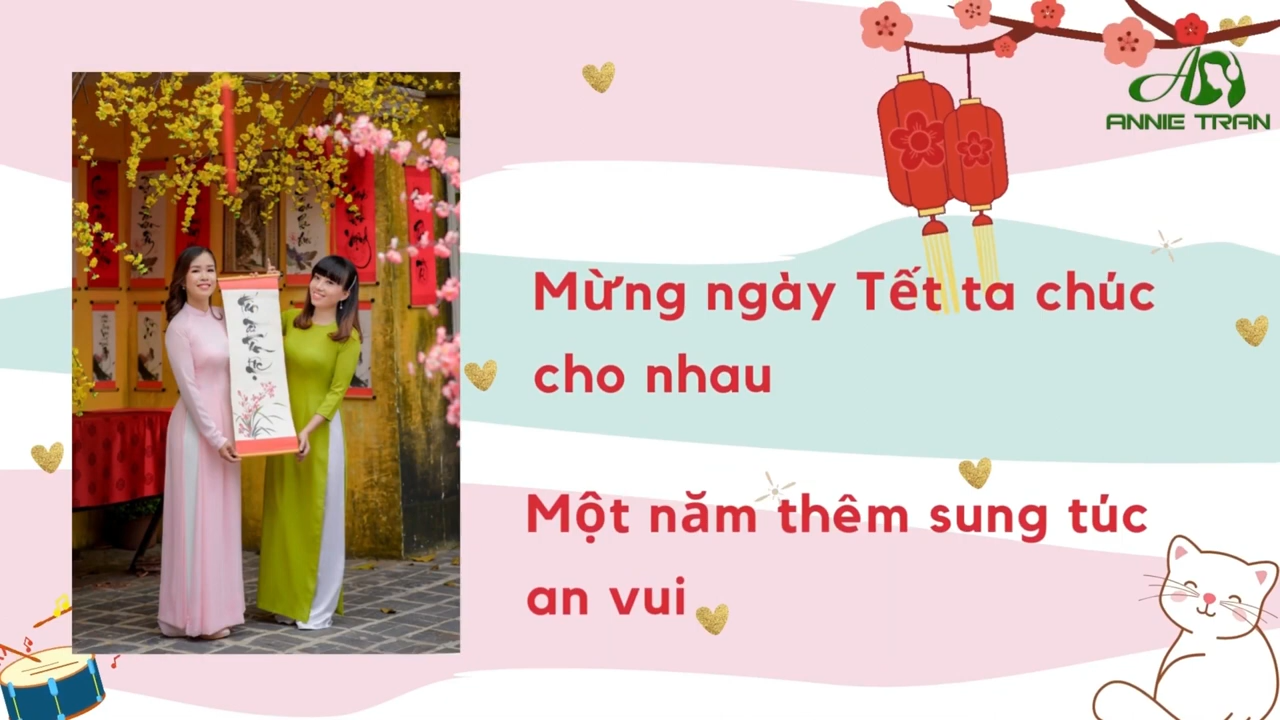 ANNIE TRAN
Mừng ngày Tết ta chúc
cho nhau
Một năm thêm sung túc
an vui